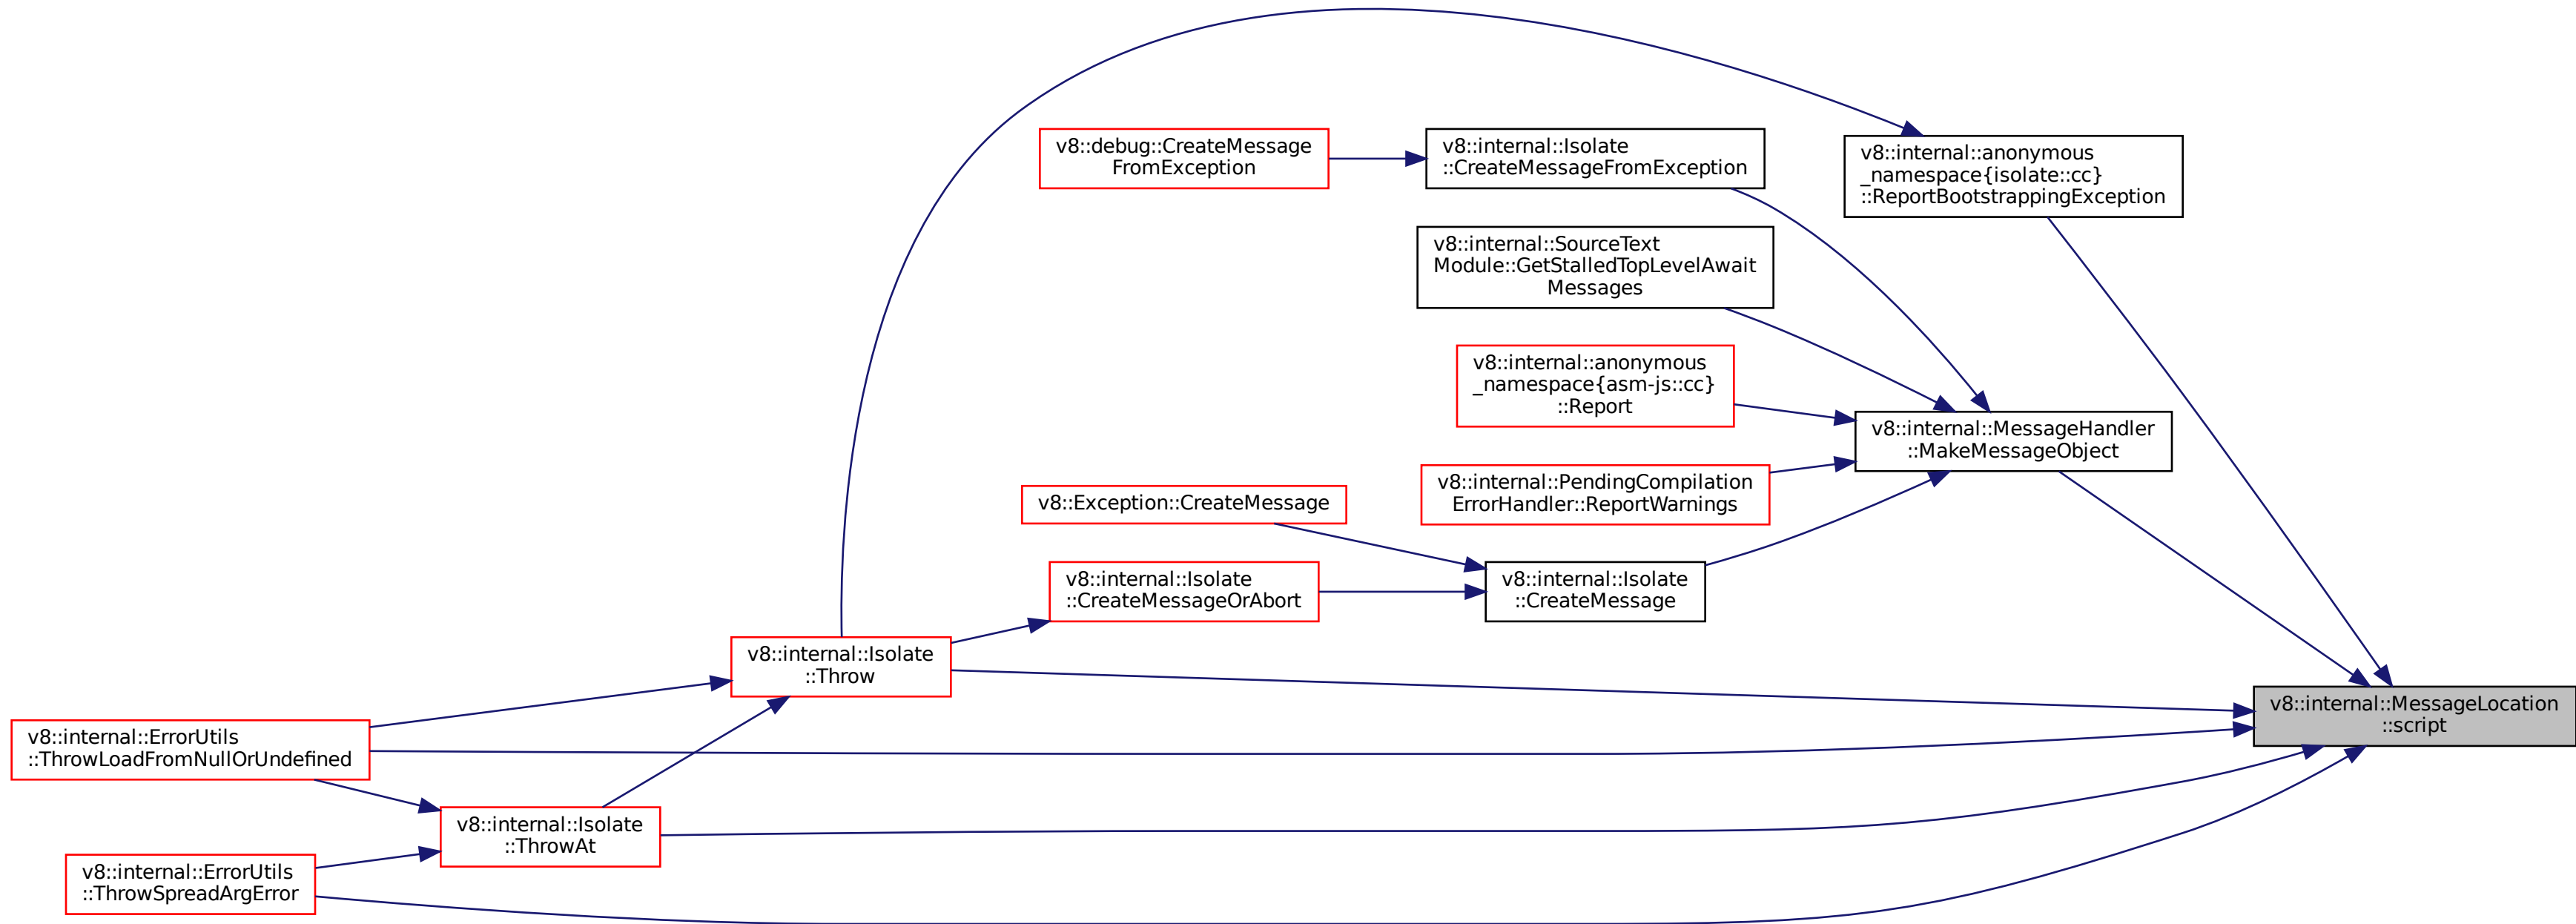 v8::debug::CreateMessage
FromException
v8::internal::Isolate
::CreateMessageFromException
v8::internal::anonymous
_namespace{isolate::cc}
::ReportBootstrappingException
v8::internal::SourceText
Module::GetStalledTopLevelAwait
Messages
v8::internal::anonymous
_namespace{asm-js::cc}
::Report
v8::internal::MessageHandler
::MakeMessageObject
v8::internal::PendingCompilation
ErrorHandler::ReportWarnings
v8::Exception::CreateMessage
v8::internal::Isolate
::CreateMessageOrAbort
v8::internal::Isolate
::CreateMessage
v8::internal::Isolate
::Throw
v8::internal::MessageLocation
::script
v8::internal::ErrorUtils
::ThrowLoadFromNullOrUndefined
v8::internal::Isolate
::ThrowAt
v8::internal::ErrorUtils
::ThrowSpreadArgError